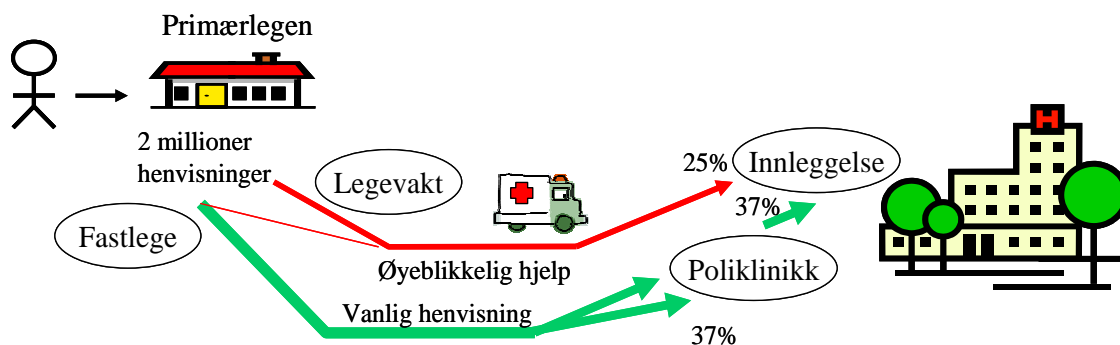 Primærlegen
2 millioner
henvisninger
Legevakt
Fastlege
Øyeblikkelig hjelp
Vanlig henvisning
25%
Innleggelse
37%
Poliklinikk
37%
H